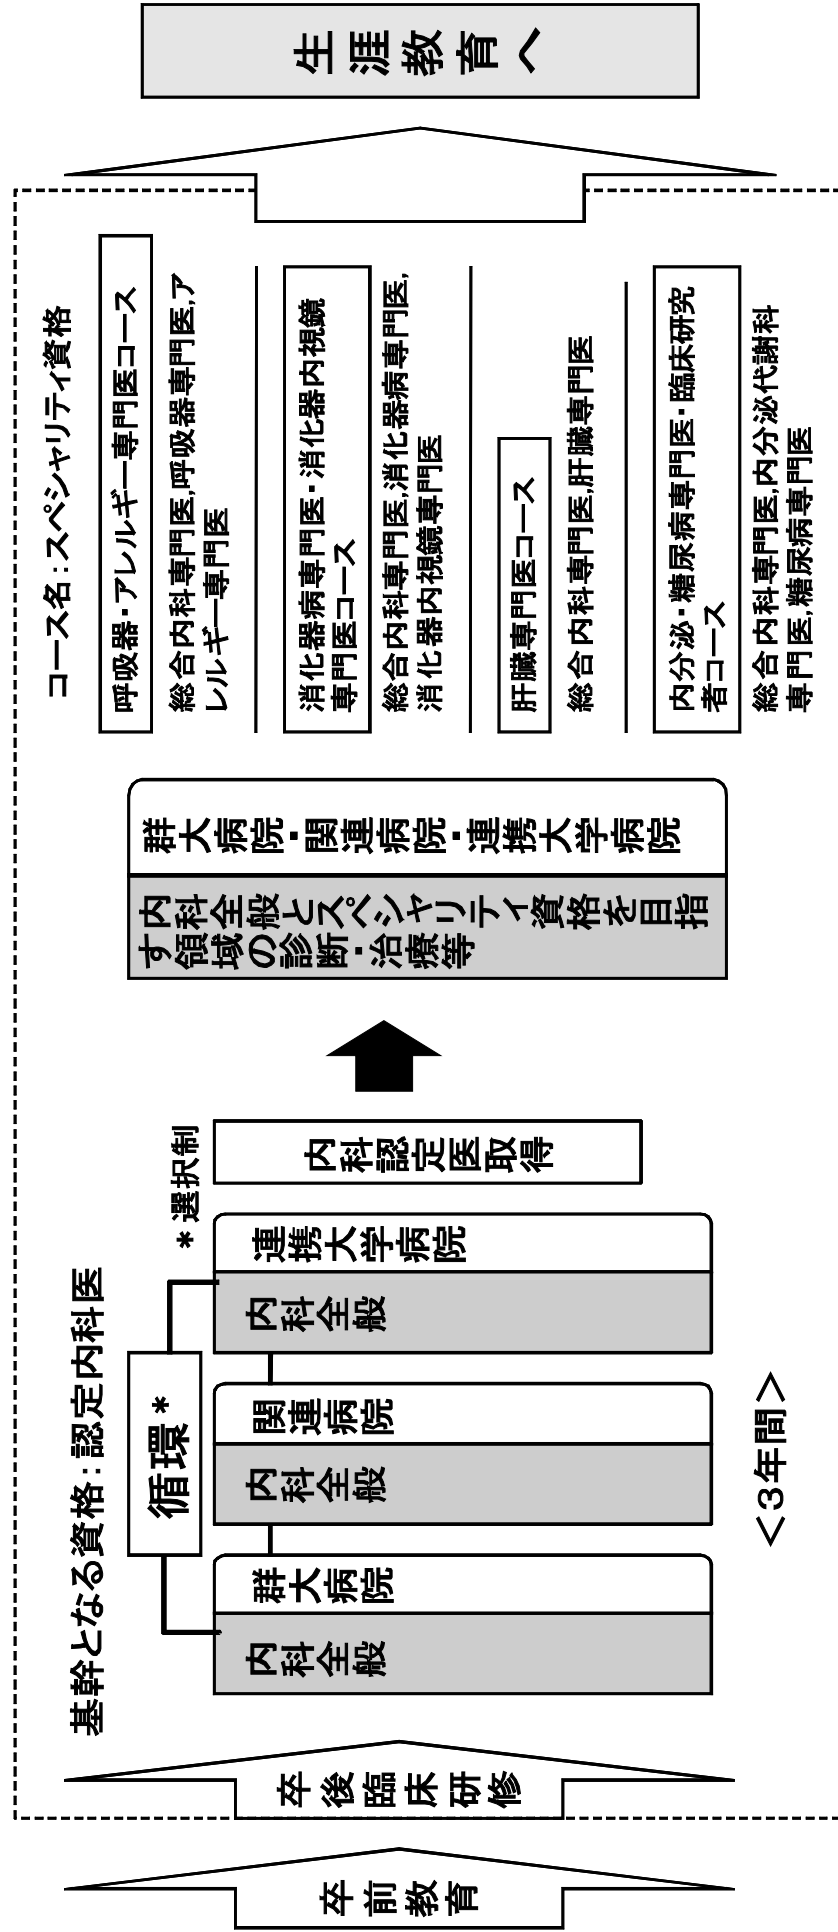 卒前教育
卒後臨床研修
基幹となる資格：認定内科医
循環*
*選択制
内科全般
群大病院
内科全般
関連病院
内科全般
連携大学病院
内科認定医取得
＜3年間＞
内科全般とスペシャリティ資格を目指
す領域の診断・治療等
群大病院・関連病院・連携大学病院
コース名：スペシャリティ資格
呼吸器・アレルギー専門医コース
総合内科専門医,呼吸器専門医,ア
レルギー専門医
消化器病専門医・消化器内視鏡
専門医コース
総合内科専門医,消化器病専門医,
消化器内視鏡専門医
肝臓専門医コース
総合内科専門医,肝臓専門医
内分泌・糖尿病専門医・臨床研究
者コース
総合内科専門医,内分泌代謝科
専門医,糖尿病専門医
生涯教育へ